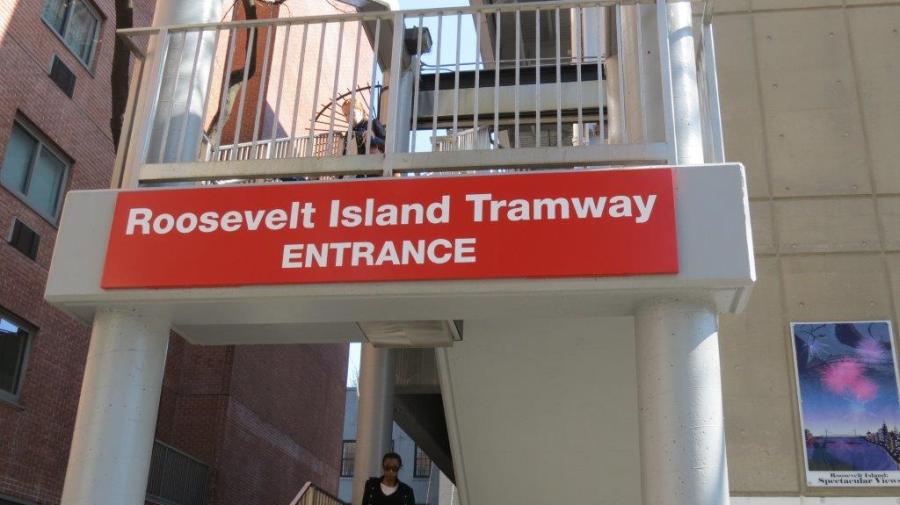 Roosevelt Island Tramway
ENTRANCE
Roosevelt Island:
Spectacular Views